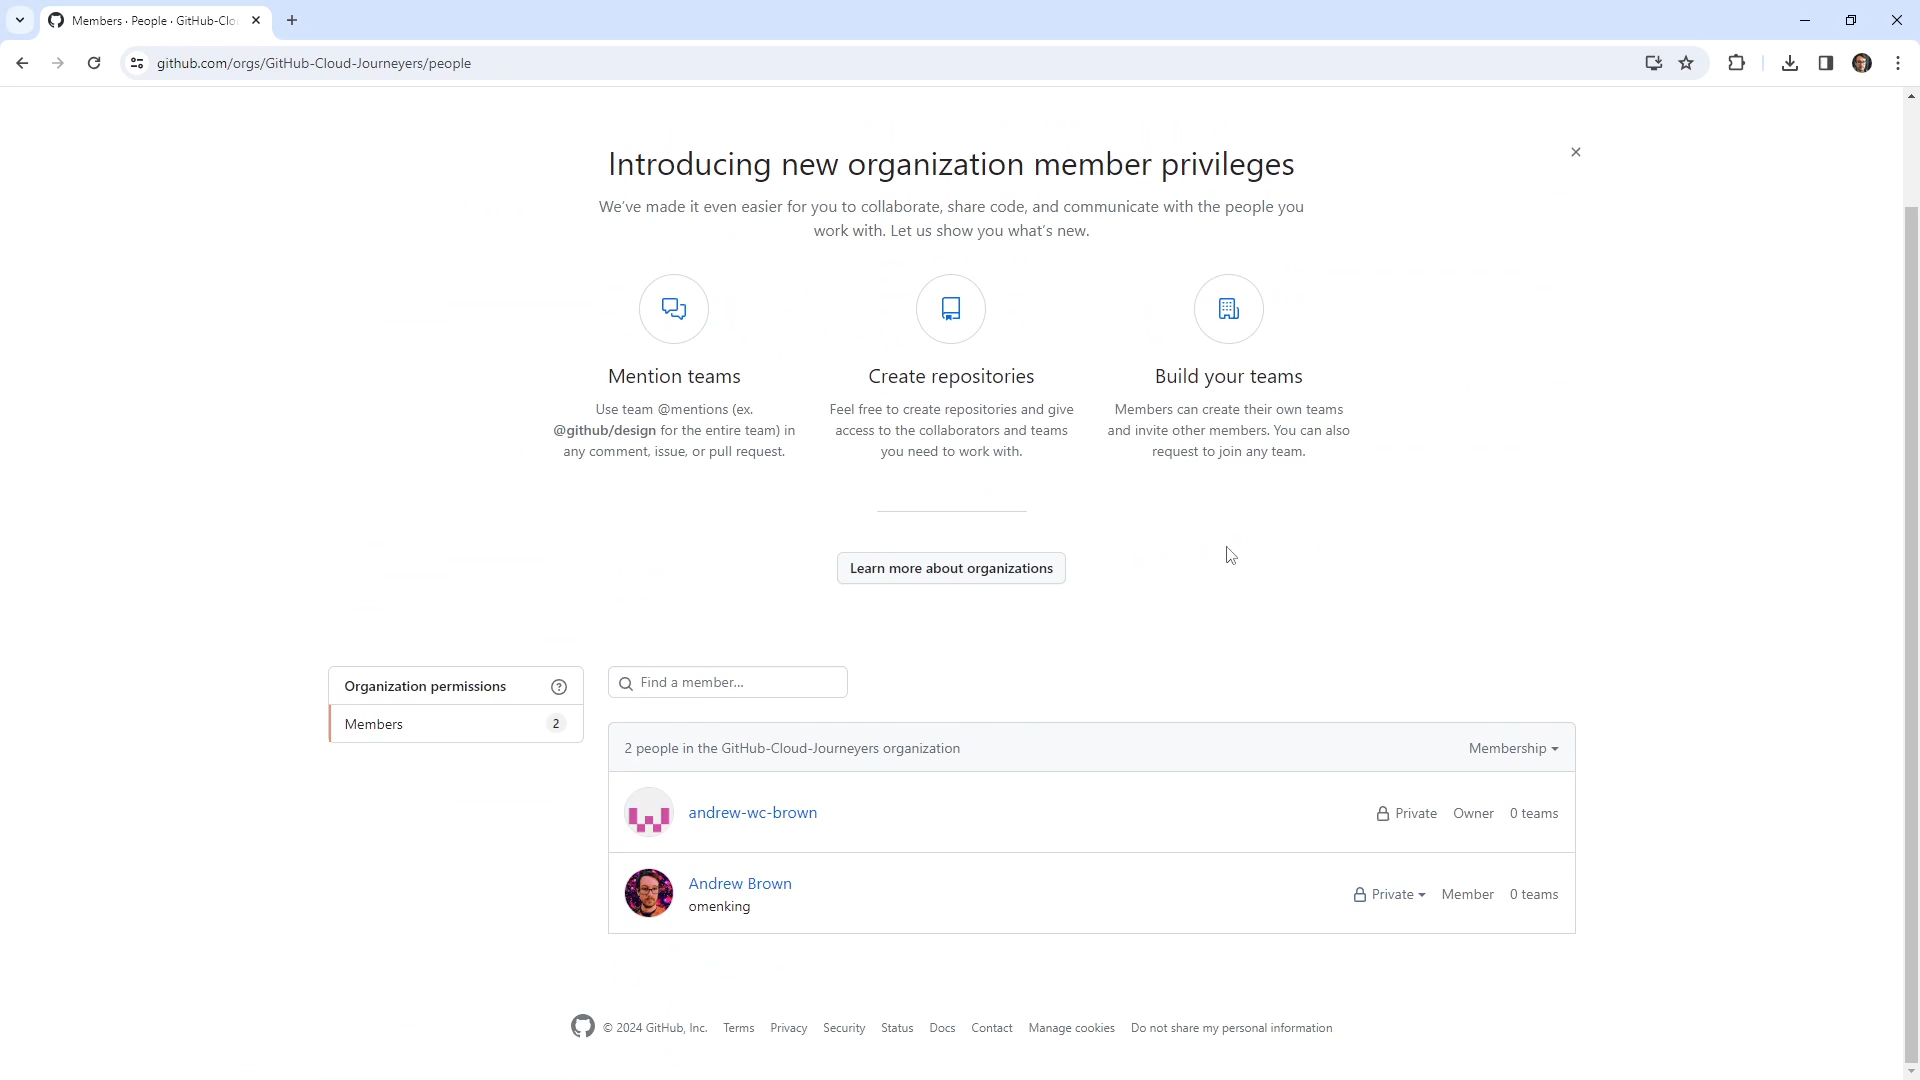 Members · People · GitHub-Clo
github.com/orgs/GitHub-Cloud-Journeyers/people
Introducing new organization member privileges
We've made it even easier for you to collaborate, share code, and communicate with the people you
work with. Let us show you what's new.
Mention teams
Use team @mentions (ex.
@github/design for the entire team) in
any comment, issue, or pull request.
Create repositories
Feel free to create repositories and give
access to the collaborators and teams
you need to work with.
Build your teams
Members can create their own teams
and invite other members. You can also
request to join any team.
Learn more about organizations
Organization permissions
Members 2
Find a member...
2 people in the GitHub-Cloud-Journeyers organization Membership
andrew-wc-brown Private Owner 0 teams
Andrew Brown
omenking
Private Member 0 teams
© 2024 GitHub, Inc. Terms Privacy Security Status Docs Contact Manage cookies Do not share my personal information